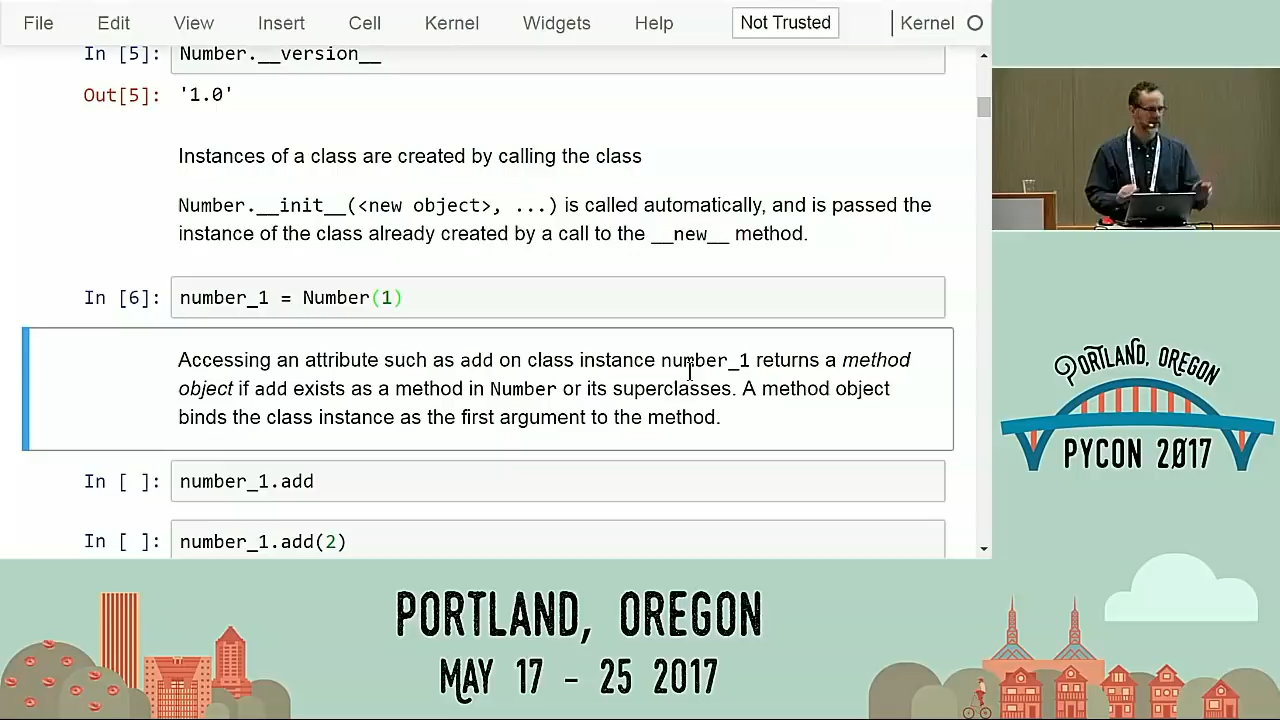 File Edit View Insert Cell Kernel Widgets Help Not Trusted Kernel
In [5]: Number.__version__
Out[5]: '1.0'
Instances of a class are created by calling the class
Number.__init__(<new object>, ...) is called automatically, and is passed the
instance of the class already created by a call to the __new__ method.
In [6]: number_1 = Number(1)
Accessing an attribute such as add on class instance number_1 returns a method
object if add exists as a method in Number or its superclasses. A method object
binds the class instance as the first argument to the method.
In [ ]: number_1.add
In [ ]: number_1.add(2)
PORTLAND, OREGON
PYCON 2017
PORTLAND, OREGON
MAY 17 - 25 2017